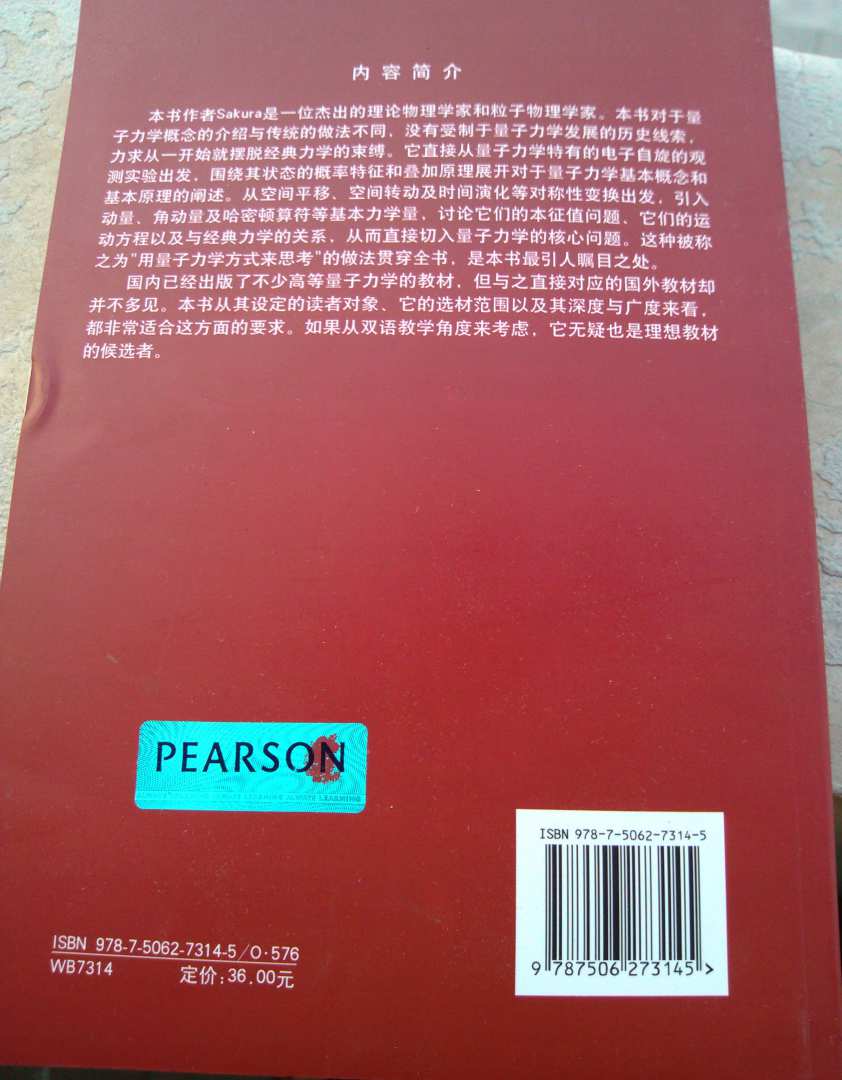 内容简介
本书作者Sakura是一位杰出的理论物理学家和粒子物理学家。本书对于量
子力学概念的介绍与传统的做法不同，没有受制于量子力学发展的历史线索，
力求从一开始就摆脱经典力学的束缚。它直接从量子力学特有的电子自旋的观
测实验出发，围绕其状态的概率特征和叠加原理展开对于量子力学基本概念和
基本原理的阐述。从空间平移、空间转动及时间演化等对称性变换出发，引入
动量、角动量及哈密顿算符等基本力学量，讨论它们的本征值问题、它们的运
动方程以及与经典力学的关系，从而直接切入量子力学的核心问题。这种被称
之为"用量子力学方式来思考"的做法贯穿全书，是本书最引人瞩目之处。
国内已经出版了不少高等量子力学的教材，但与之直接对应的国外教材却
并不多见。本书从其设定的读者对象、它的选材范围以及其深度与广度来看，
都非常适合这方面的要求。如果从双语教学角度来考虑，它无疑也是理想教材
的候选者。
PEARSON
ALWAYS LEARNING
ISBN 978-7-5062-7314-5
9 787506 273145 >
ISBN 978-7-5062-7314-5/O·576
WB7314 定价:36.00元